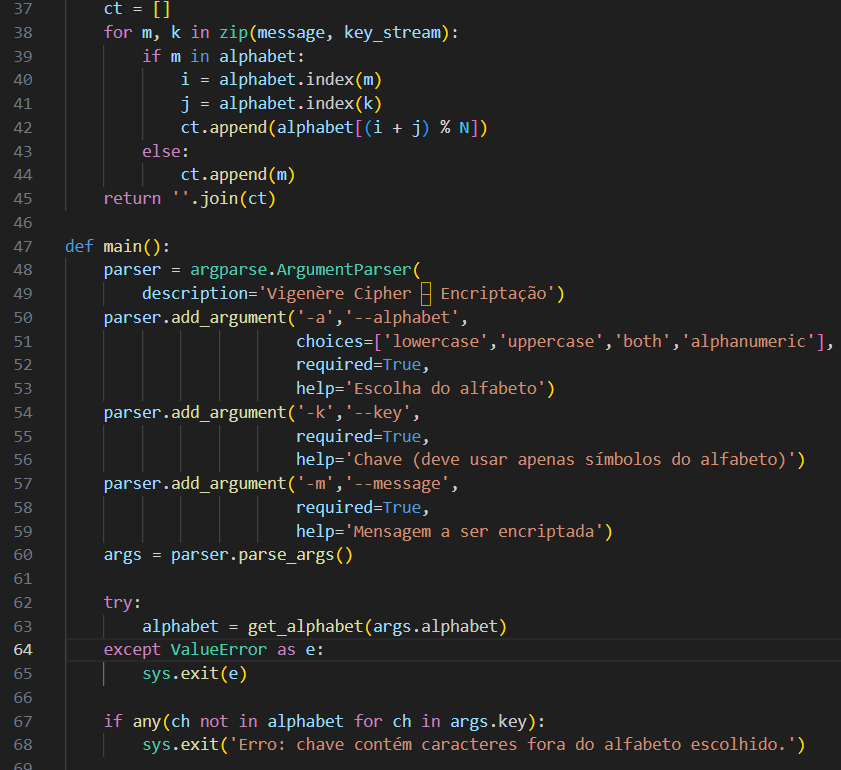 37 ct = []
38 for m, k in zip(message, key_stream):
39 if m in alphabet:
40 i = alphabet.index(m)
41 j = alphabet.index(k)
42 ct.append(alphabet[(i + j) % N])
43 else:
44 ct.append(m)
45 return ''.join(ct)
46
47 def main():
48 parser = argparse.ArgumentParser(
49 description='Vigenère Cipher – Encriptação')
50 parser.add_argument('-a','--alphabet',
51 choices=['lowercase','uppercase','both','alphanumeric'],
52 required=True,
53 help='Escolha do alfabeto')
54 parser.add_argument('-k','--key',
55 required=True,
56 help='Chave (deve usar apenas símbolos do alfabeto)')
57 parser.add_argument('-m','--message',
58 required=True,
59 help='Mensagem a ser encriptada')
60 args = parser.parse_args()
61
62 try:
63 alphabet = get_alphabet(args.alphabet)
64 except ValueError as e:
65 sys.exit(e)
66
67 if any(ch not in alphabet for ch in args.key):
68 sys.exit('Erro: chave contém caracteres fora do alfabeto escolhido.')
69